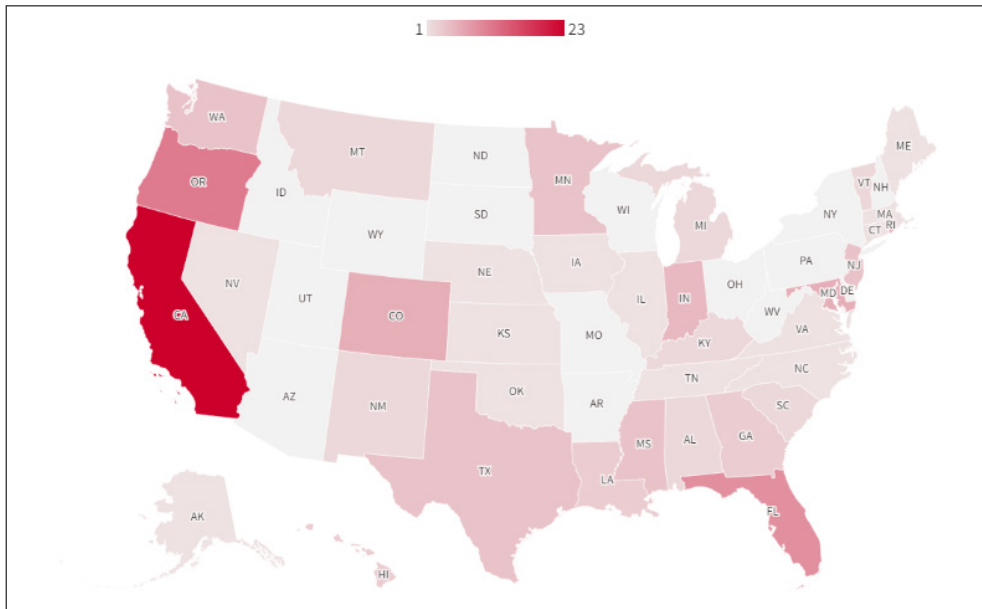 1 23
WA
MT
ND
MN
ME
OR
ID
SD
WI
VT
NH
WY
MI
NY
MA
CT RI
NV
UT
NE
IA
PA
NJ
CA
CO
IL
IN
OH
MD DE
WV
KS
MO
KY
VA
AZ
NM
OK
AR
TN
NC
TX
LA
MS
AL
GA
SC
FL
AK
HI